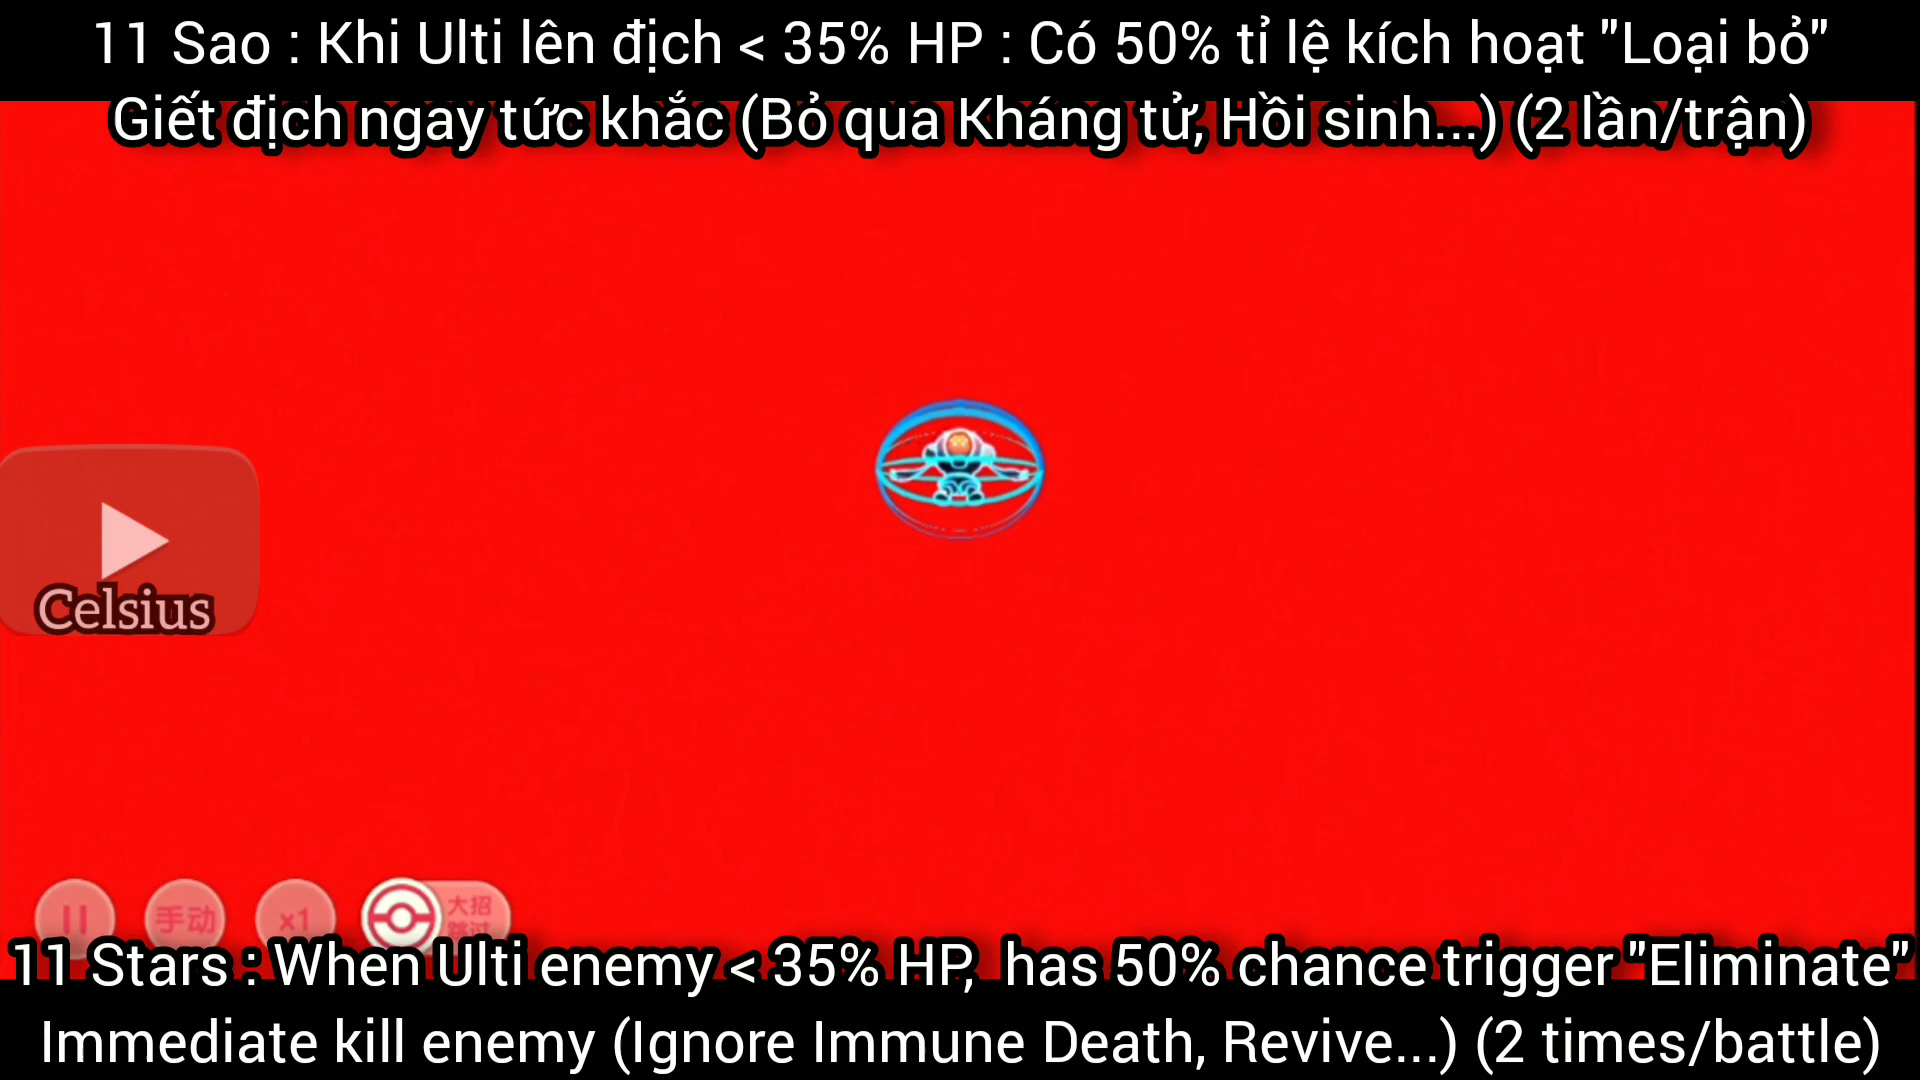 11 Sao : Khi Ulti lên địch < 35% HP : Có 50% tỉ lệ kích hoạt "Loại bỏ"
Giết địch ngay tức khắc (Bỏ qua Kháng tử, Hồi sinh...) (2 lần/trận)
Celsius
手动
x1
大招
跳过
11 Stars : When Ulti enemy < 35% HP, has 50% chance trigger "Eliminate"
Immediate kill enemy (Ignore Immune Death, Revive...) (2 times/battle)